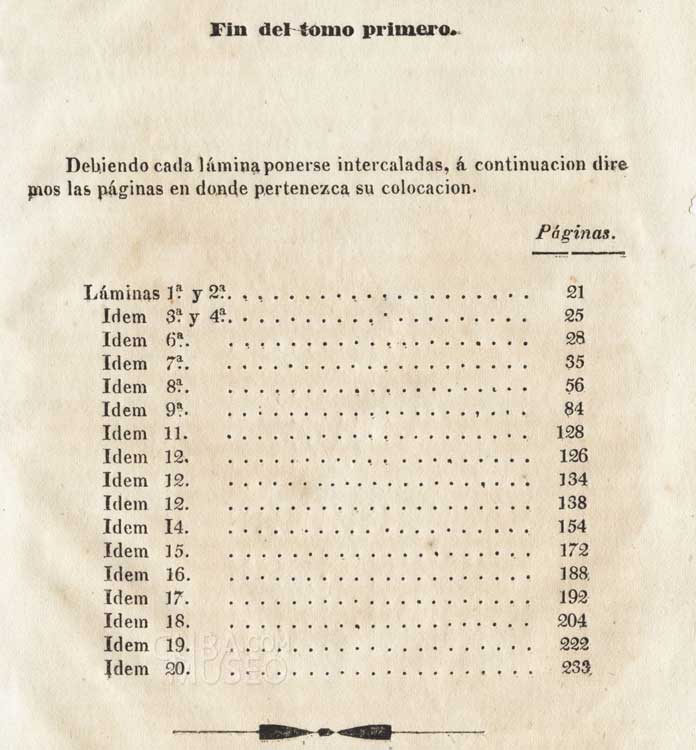 Fin del tomo primero.
Debiendo cada lámina ponerse intercaladas, á continuacion dire
mos las páginas en donde pertenezca su colocacion.
Páginas.
Láminas 1ª. y 2ª. . . . . . . . . . . . . . . . . . . . 21
Idem 3ª. y 4ª. . . . . . . . . . . . . . . . . . . . 25
Idem 6ª. . . . . . . . . . . . . . . . . . . . 28
Idem 7ª. . . . . . . . . . . . . . . . . . . . 35
Idem 8ª. . . . . . . . . . . . . . . . . . . . 56
Idem 9ª. . . . . . . . . . . . . . . . . . . . 84
Idem 11. . . . . . . . . . . . . . . . . . . . 128
Idem 12. . . . . . . . . . . . . . . . . . . . 126
Idem 12. . . . . . . . . . . . . . . . . . . . 134
Idem 12. . . . . . . . . . . . . . . . . . . . 138
Idem 14. . . . . . . . . . . . . . . . . . . . 154
Idem 15. . . . . . . . . . . . . . . . . . . . 172
Idem 16. . . . . . . . . . . . . . . . . . . . 188
Idem 17. . . . . . . . . . . . . . . . . . . . 192
Idem 18. . . . . . . . . . . . . . . . . . . . 204
Idem 19. . . . . . . . . . . . . . . . . . . . 222
Idem 20. . . . . . . . . . . . . . . . . . . . 233
CUBA.COM
MUSEO